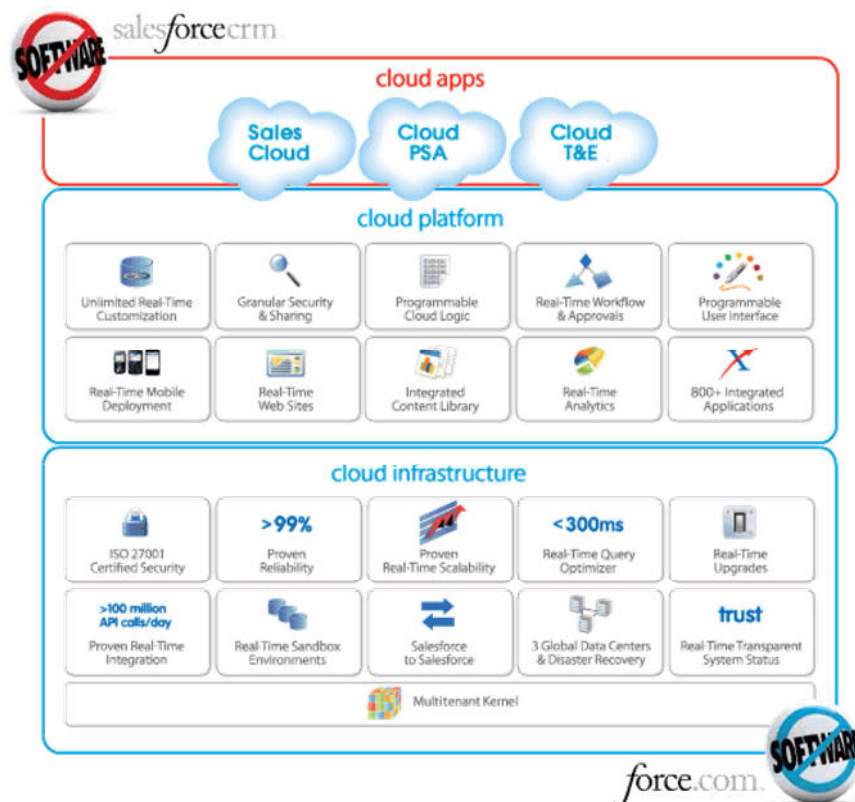 SOFTWARE
salesforcecrm
cloud apps
Sales
Cloud
Cloud
PSA
Cloud
T&E
cloud platform
Unlimited Real-Time
Customization
Granular Security
& Sharing
Programmable
Cloud Logic
Real-Time Workflow
& Approvals
Programmable
User Interface
Real-Time Mobile
Deployment
Real-Time
Web Sites
Integrated
Content Library
Real-Time
Analytics
800+ Integrated
Applications
cloud infrastructure
ISO 27001
Certified Security
>99%
Proven
Reliability
Proven
Real-Time Scalability
<300ms
Real-Time Query
Optimizer
Real-Time
Upgrades
>100 million
API calls/day
Proven Real-Time
Integration
Real-Time Sandbox
Environments
Salesforce
to Salesforce
3 Global Data Centers
& Disaster Recovery
trust
Real-Time Transparent
System Status
Multitenant Kernel
force.com
SOFTWARE